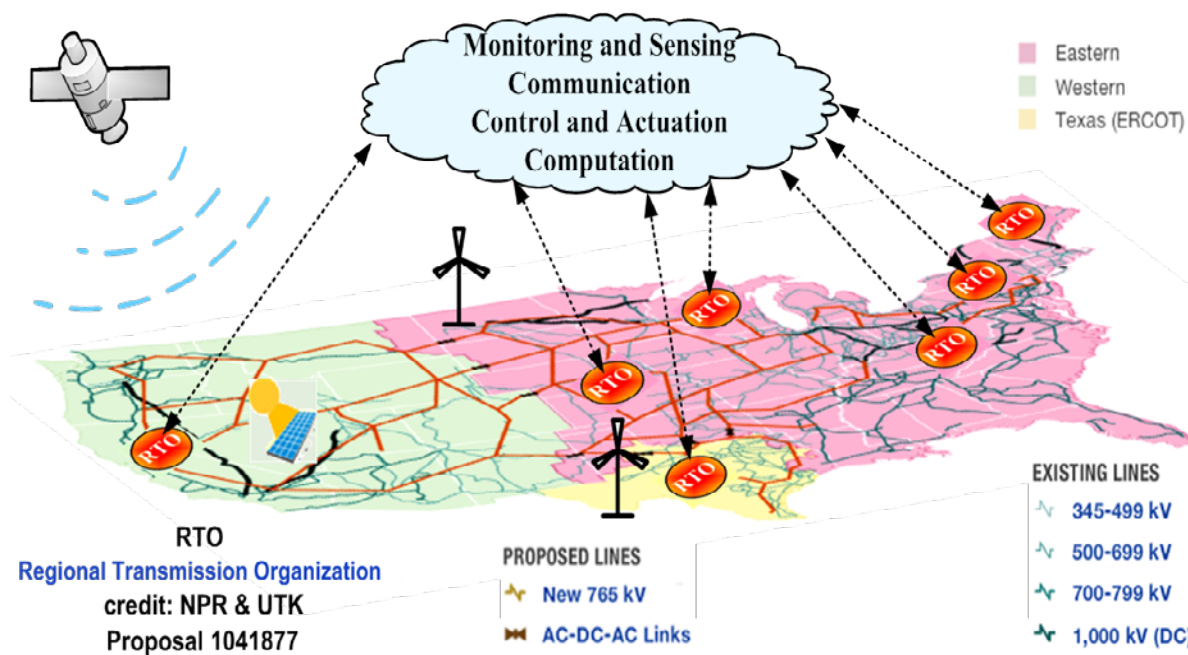 Monitoring and Sensing
Communication
Control and Actuation
Computation
Eastern
Western
Texas (ERCOT)
RTO
RTO
RTO
RTO
RTO
RTO
RTO
RTO
Regional Transmission Organization
credit: NPR & UTK
Proposal 1041877
PROPOSED LINES
New 765 kV
AC-DC-AC Links
EXISTING LINES
345-499 kV
500-699 kV
700-799 kV
1,000 kV (DC)